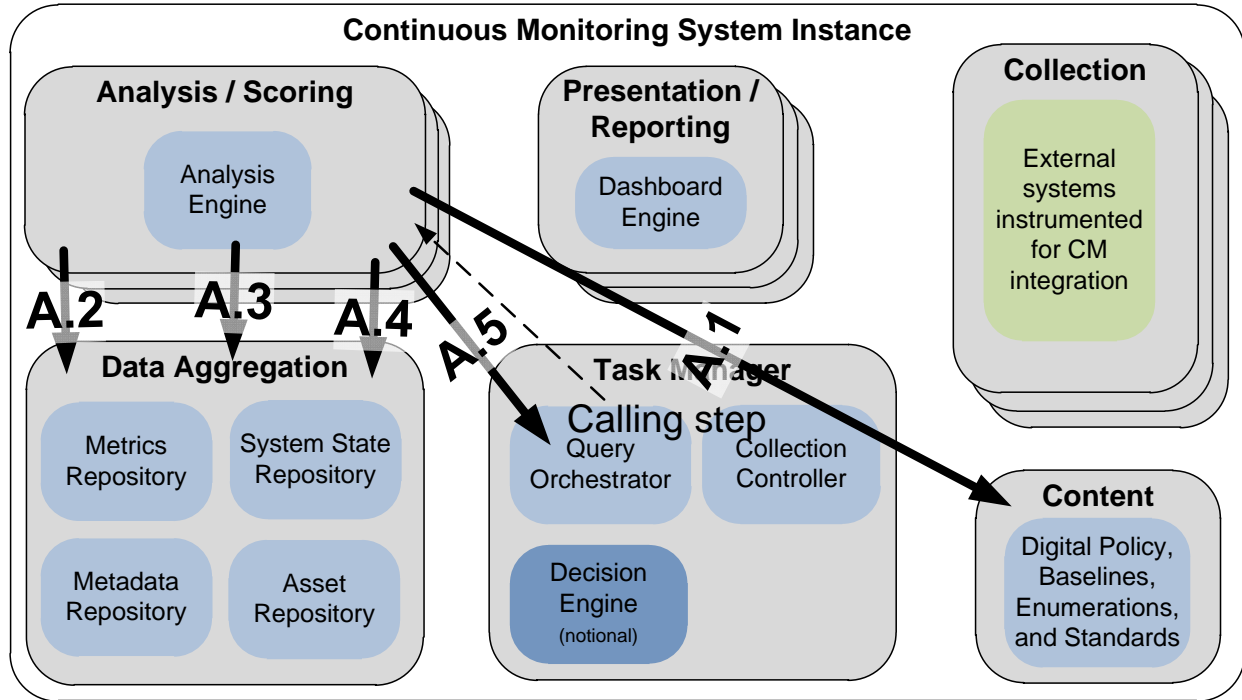 Continuous Monitoring System Instance
Analysis / Scoring
Analysis
Engine
Presentation /
Reporting
Dashboard
Engine
Collection
External
systems
instrumented
for CM
integration
A.2
A.3
A.4
A.5
A.1
Data Aggregation
Metrics
Repository
System State
Repository
Metadata
Repository
Asset
Repository
Task Manager
Calling step
Query
Orchestrator
Collection
Controller
Decision
Engine
(notional)
Content
Digital Policy,
Baselines,
Enumerations,
and Standards